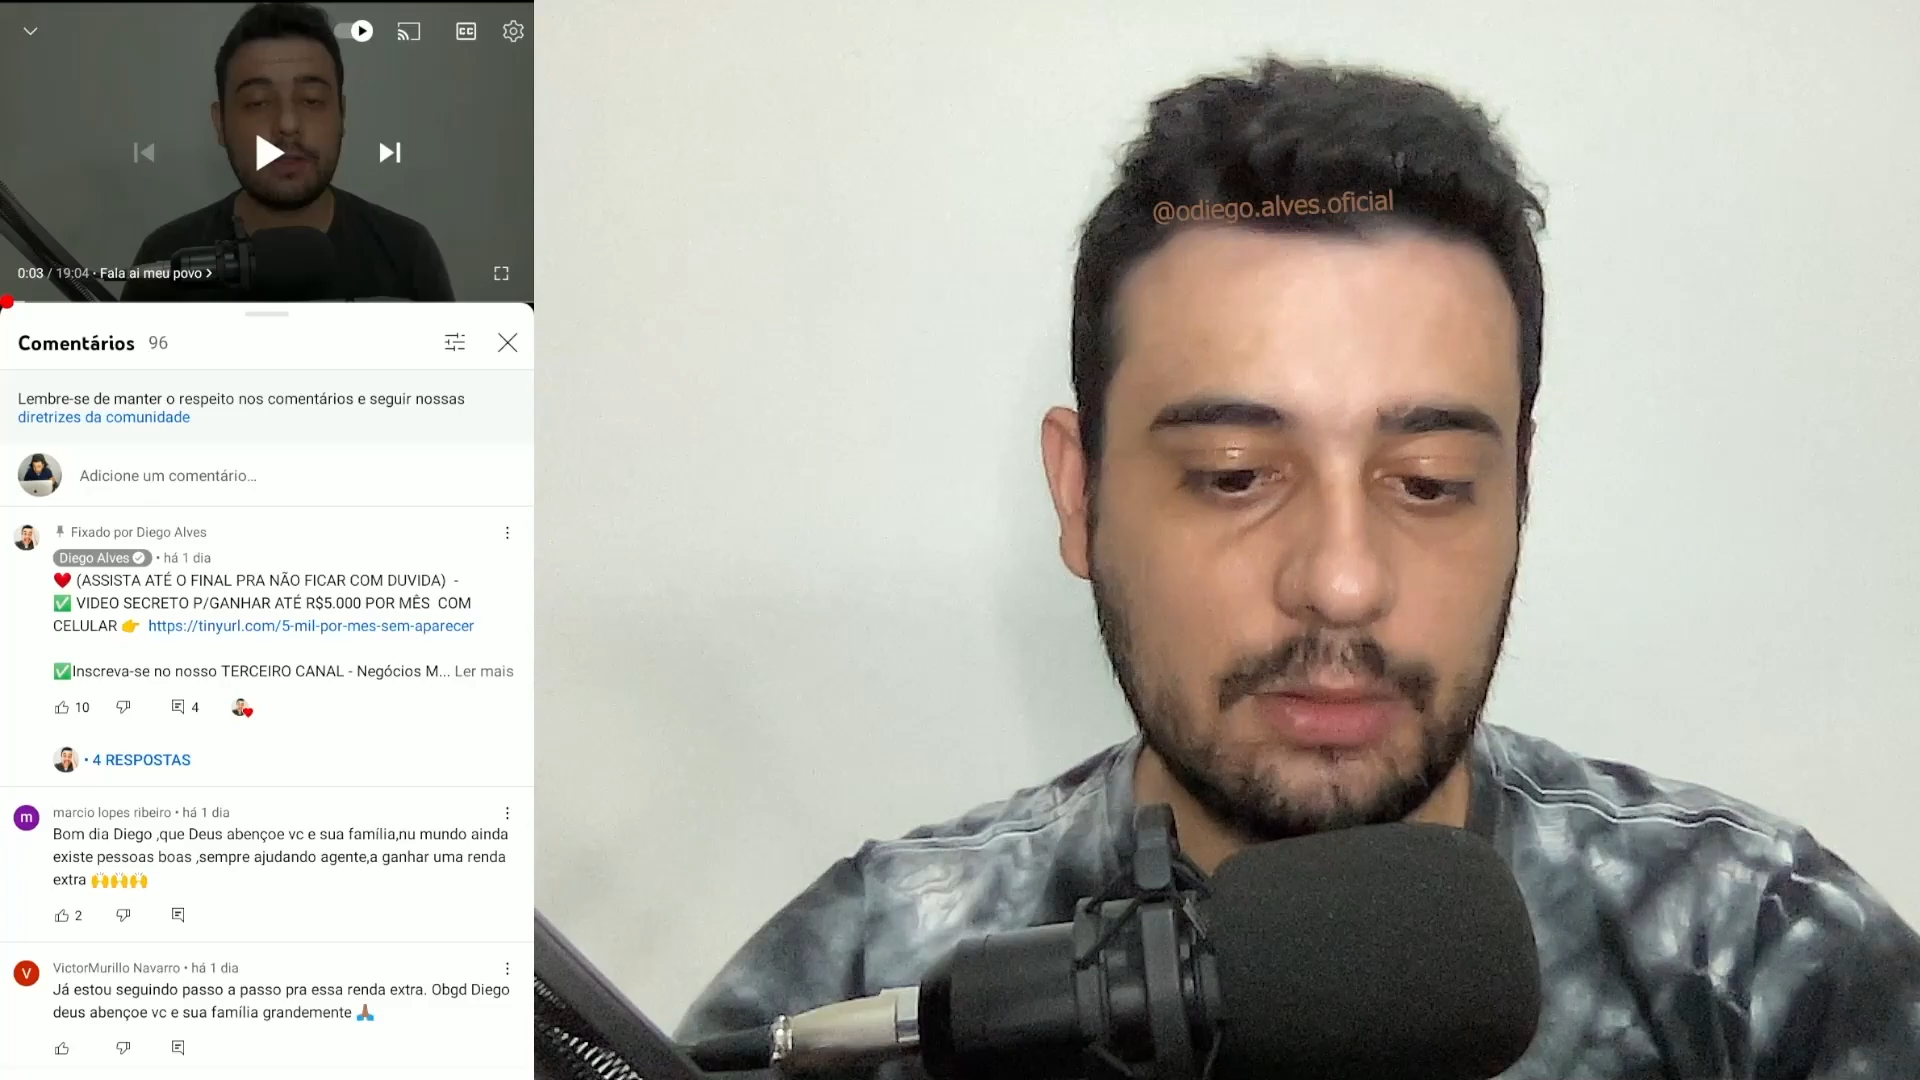 CC
0:03 / 19:04 · Fala ai meu povo >
Comentários 96
Lembre-se de manter o respeito nos comentários e seguir nossas
diretrizes da comunidade
Adicione um comentário...
Fixado por Diego Alves
Diego Alves • há 1 dia
❤️ (ASSISTA ATÉ O FINAL PRA NÃO FICAR COM DUVIDA) -
✅ VIDEO SECRETO P/GANHAR ATÉ R$5.000 POR MÊS COM
CELULAR 👉 https://tinyurl.com/5-mil-por-mes-sem-aparecer
✅Inscreva-se no nosso TERCEIRO CANAL - Negócios M... Ler mais
10 4
• 4 RESPOSTAS
m
marcio lopes ribeiro • há 1 dia
Bom dia Diego ,que Deus abençoe vc e sua família,nu mundo ainda
existe pessoas boas ,sempre ajudando agente,a ganhar uma renda
extra 🙌🙌🙌
2
V
VictorMurillo Navarro • há 1 dia
Já estou seguindo passo a passo pra essa renda extra. Obgd Diego
deus abençoe vc e sua família grandemente 🙏🏽
@odiego.alves.oficial